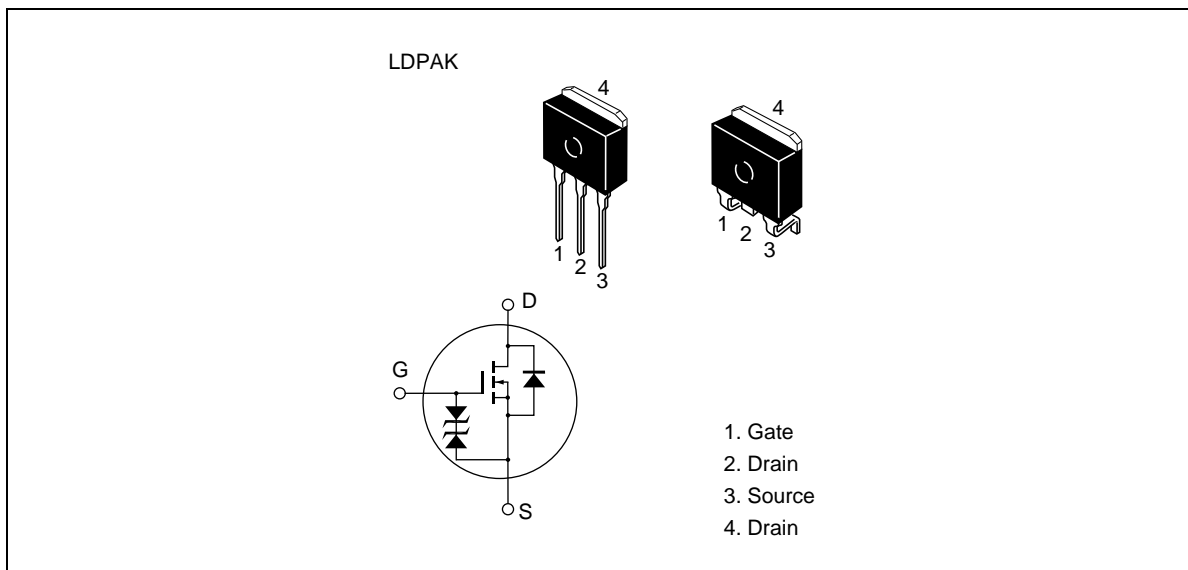 LDPAK
4
4
1
2
3
1
2
3
D
G
S
1. Gate
2. Drain
3. Source
4. Drain